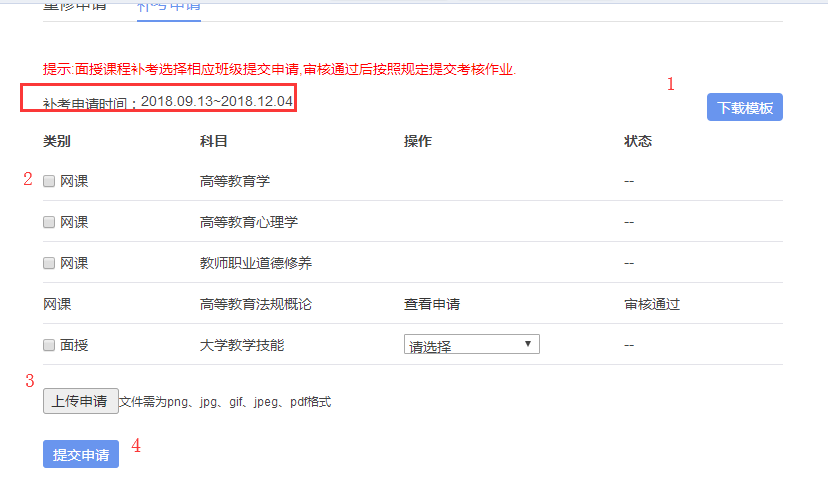 重修申请 补考申请
提示:面授课程补考选择相应班级提交申请,审核通过后按照规定提交考核作业.
1
补考申请时间：2018.09.13~2018.12.04
下载模板
类别 科目 操作 状态
2 网课 高等教育学 --
网课 高等教育心理学 --
网课 教师职业道德修养 --
网课 高等教育法规概论 查看申请 审核通过
面授 大学教学技能 请选择 --
3
上传申请 文件需为png、jpg、gif、jpeg、pdf格式
提交申请 4